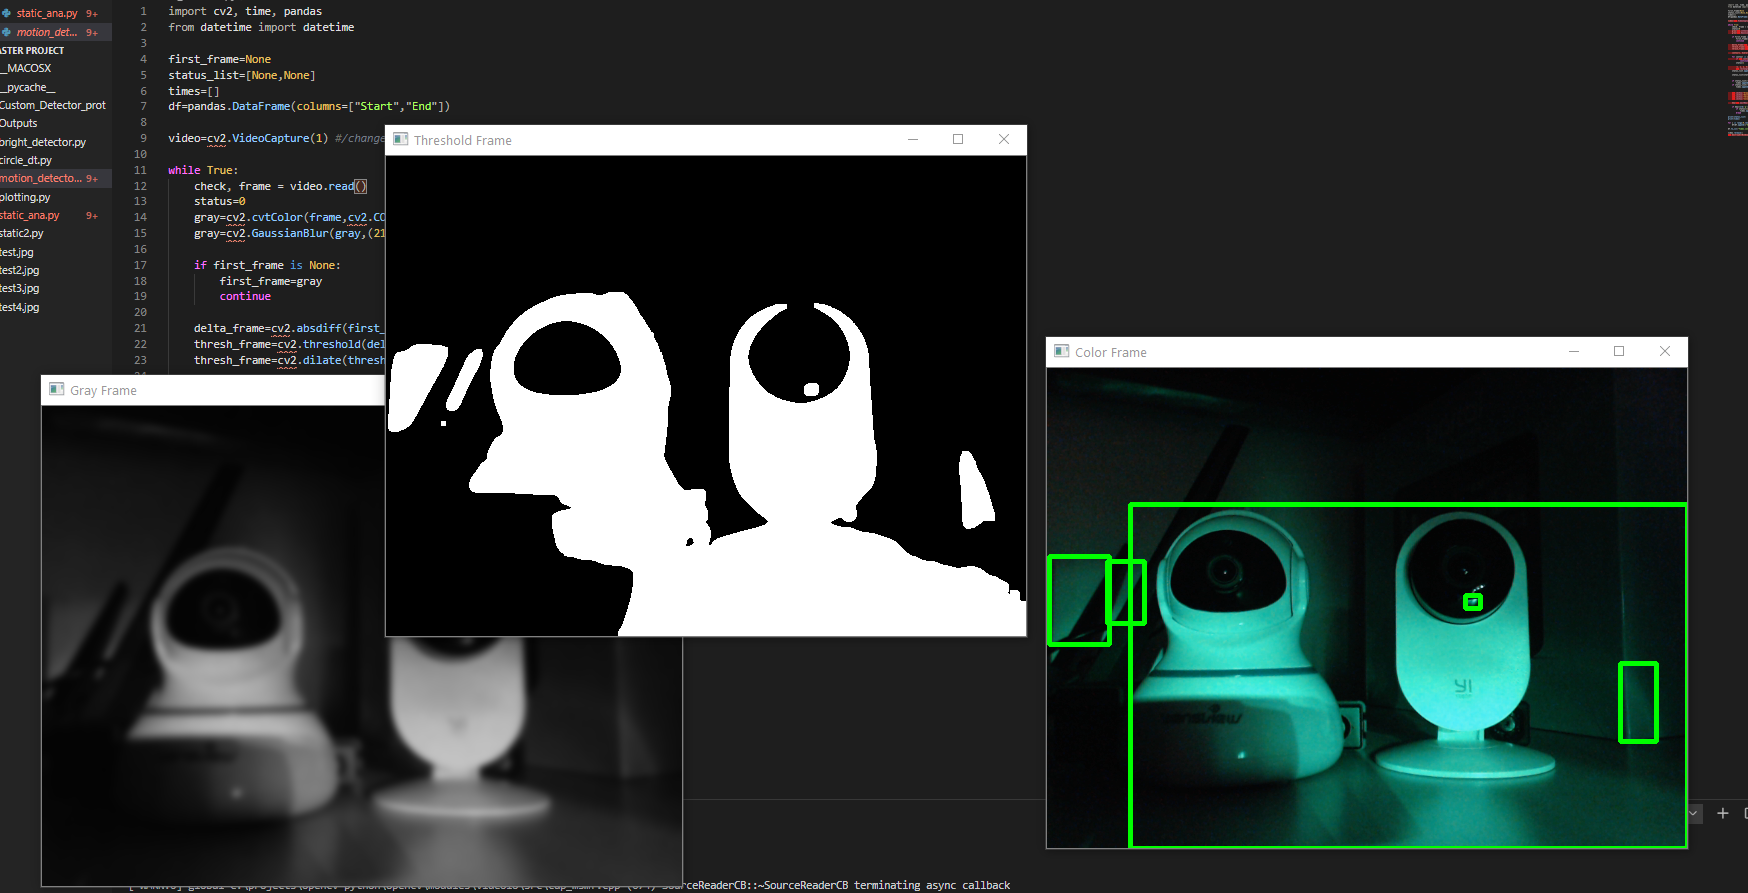 static_ana.py 9+
motion_det... 9+
ASTER PROJECT
__MACOSX
__pycache__
Custom_Detector_prot
Outputs
bright_detector.py
circle_dt.py
motion_detecto... 9+
plotting.py
static_ana.py 9+
static2.py
test.jpg
test2.jpg
test3.jpg
test4.jpg
1 import cv2, time, pandas
2 from datetime import datetime
3
4 first_frame=None
5 status_list=[None,None]
6 times=[]
7 df=pandas.DataFrame(columns=["Start","End"])
8
9 video=cv2.VideoCapture(1) #/change
10
11 while True:
12 check, frame = video.read()
13 status=0
14 gray=cv2.cvtColor(frame,cv2.CO
15 gray=cv2.GaussianBlur(gray,(21
16
17 if first_frame is None:
18 first_frame=gray
19 continue
20
21 delta_frame=cv2.absdiff(first_
22 thresh_frame=cv2.threshold(del
23 thresh_frame=cv2.dilate(thresh
Threshold Frame
Gray Frame
Color Frame
YI
SourceReaderCB::~SourceReaderCB terminating async callback